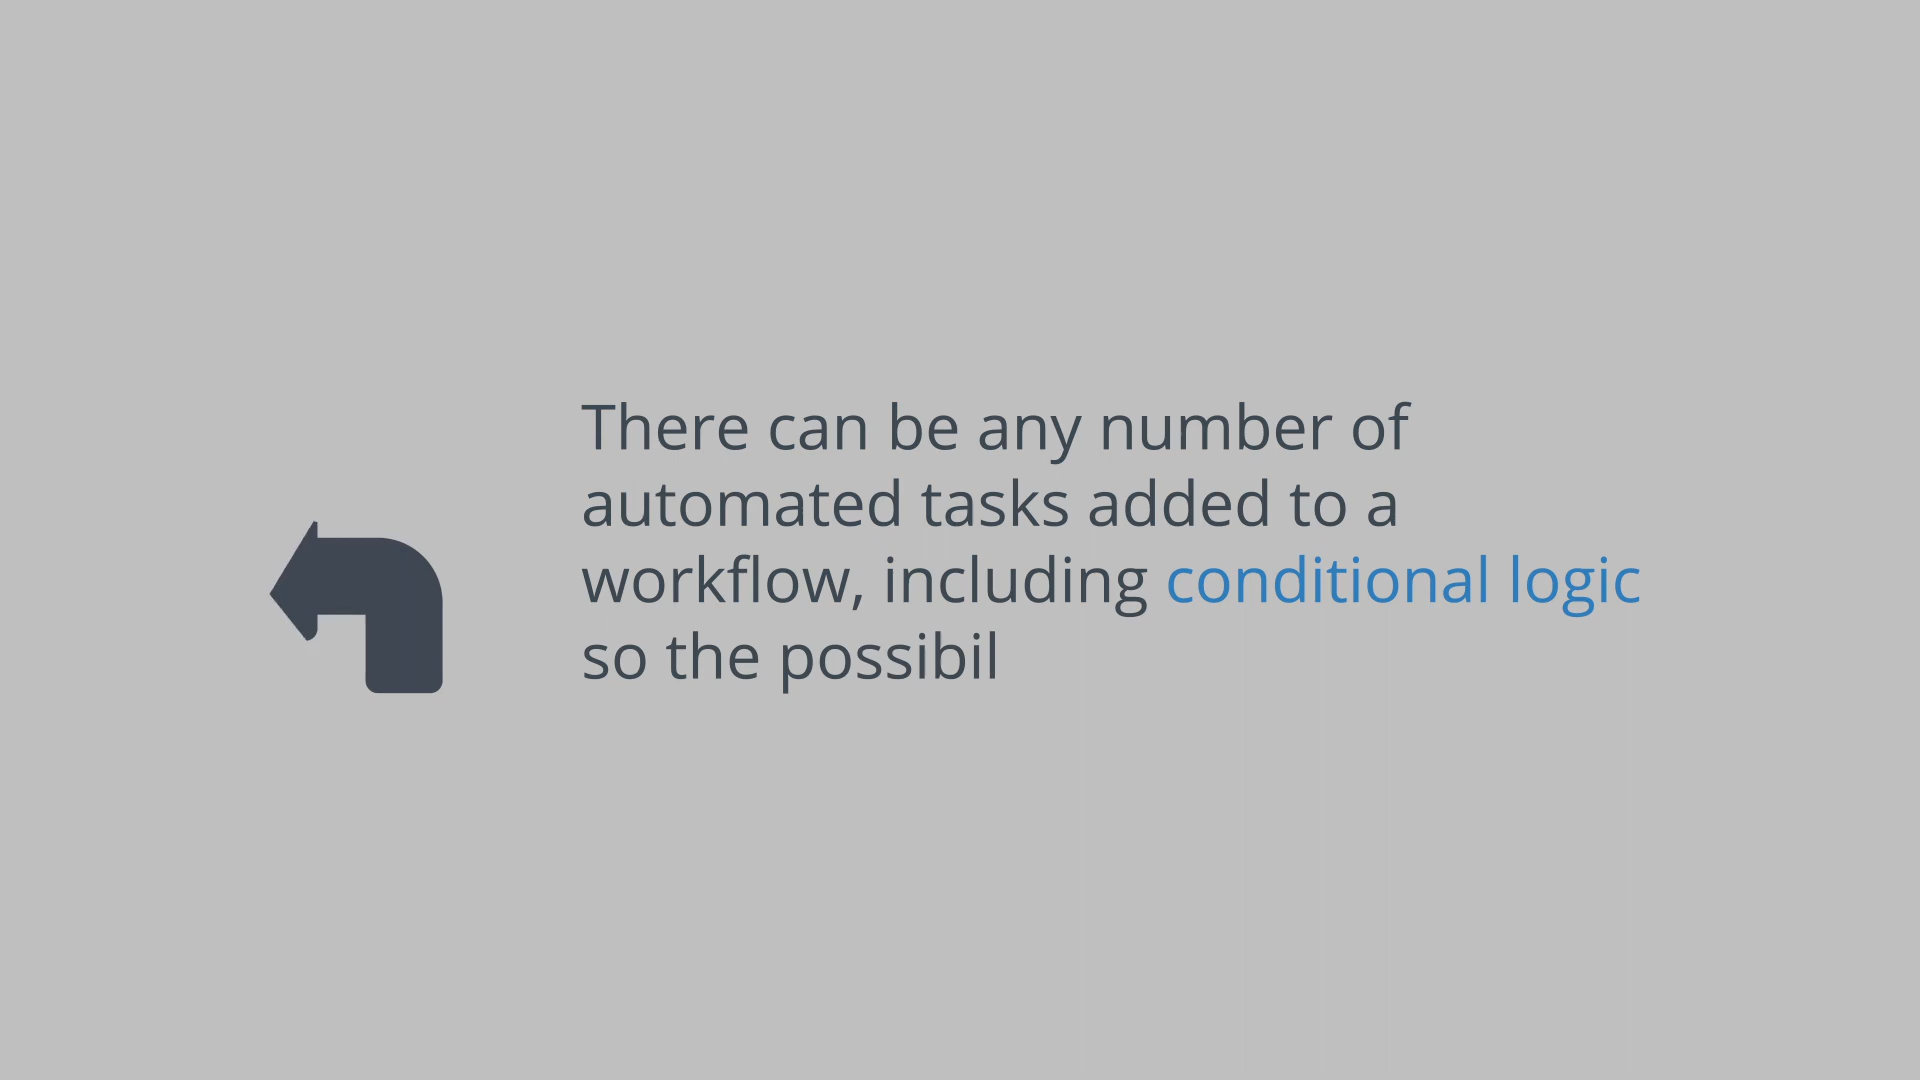 There can be any number of
automated tasks added to a
workflow, including conditional logic
so the possibil